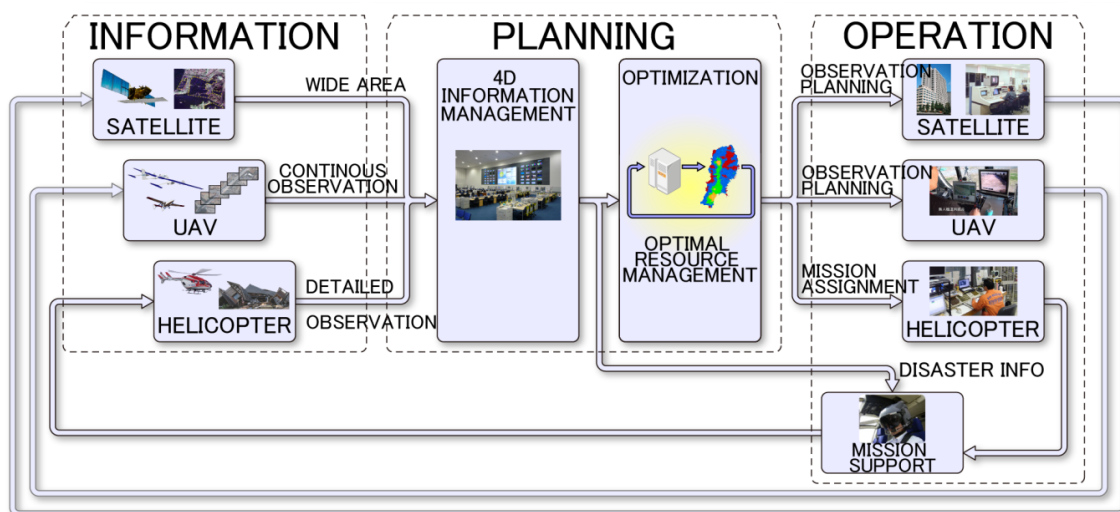 INFORMATION
PLANNING
OPERATION
SATELLITE
WIDE AREA
UAV
CONTINOUS
OBSERVATION
HELICOPTER
DETAILED
OBSERVATION
4D
INFORMATION
MANAGEMENT
OPTIMIZATION
OPTIMAL
RESOURCE
MANAGEMENT
OBSERVATION
PLANNING
SATELLITE
OBSERVATION
PLANNING
UAV
MISSION
ASSIGNMENT
HELICOPTER
DISASTER INFO
MISSION
SUPPORT